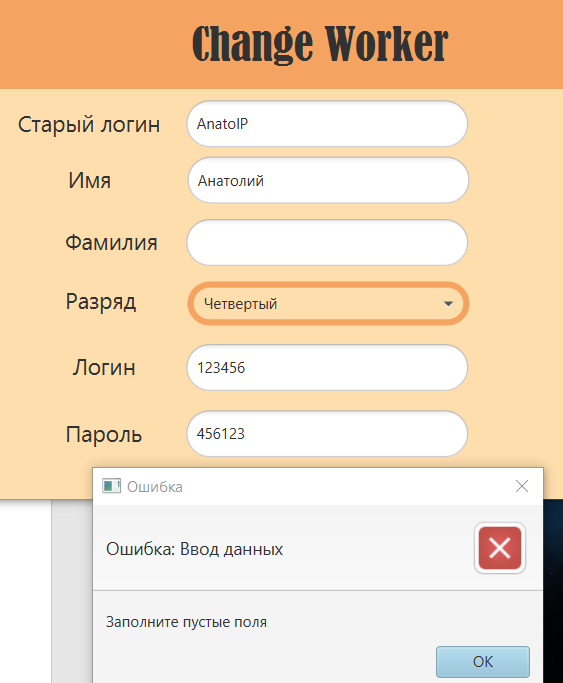 Change Worker
Старый логин AnatolP
Имя Анатолий
Фамилия
Разряд Четвертый
Логин 123456
Пароль 456123
Ошибка
Ошибка: Ввод данных
Заполните пустые поля
OK